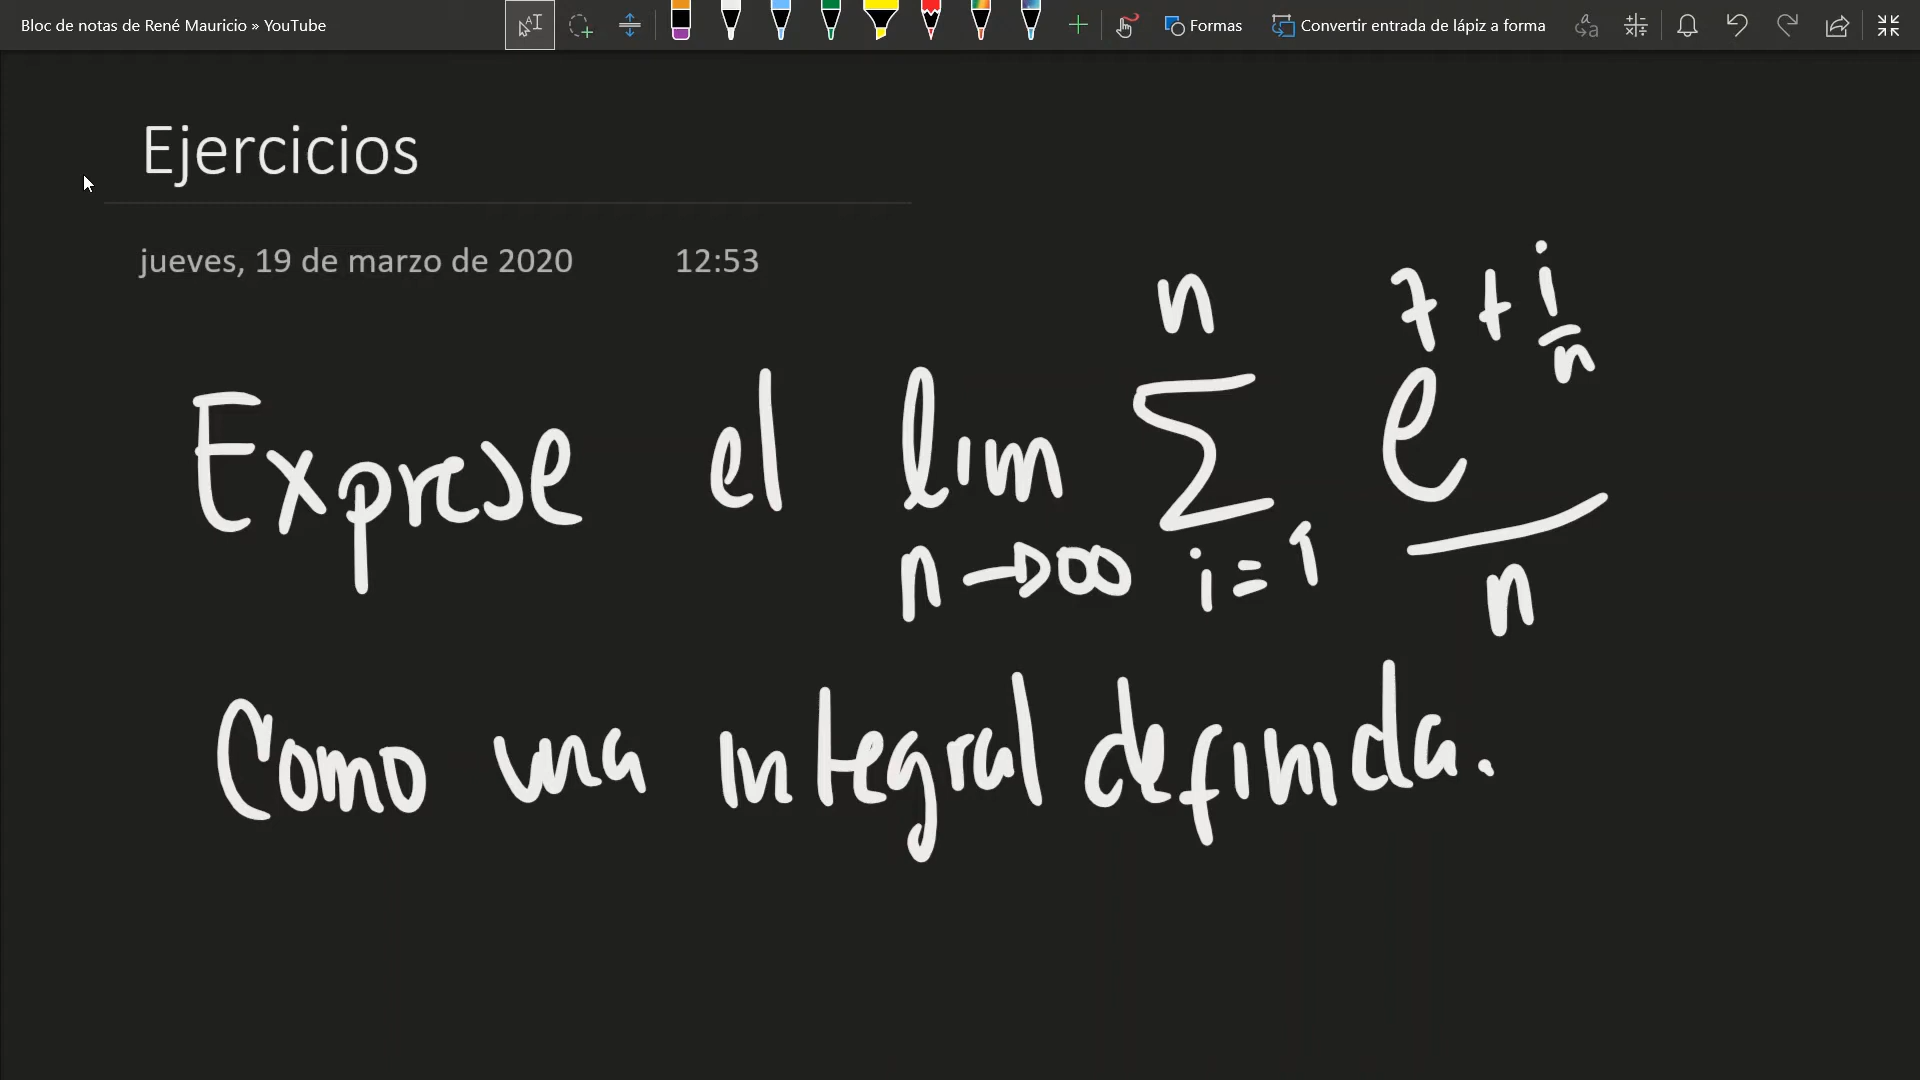 Bloc de notas de René Mauricio » YouTube
Formas
Convertir entrada de lápiz a forma
Ejercicios
jueves, 19 de marzo de 2020 12:53
Exprese el lim n→∞ ∑ n i=1 e^(7 + i/n) / n
Como una integral definida.